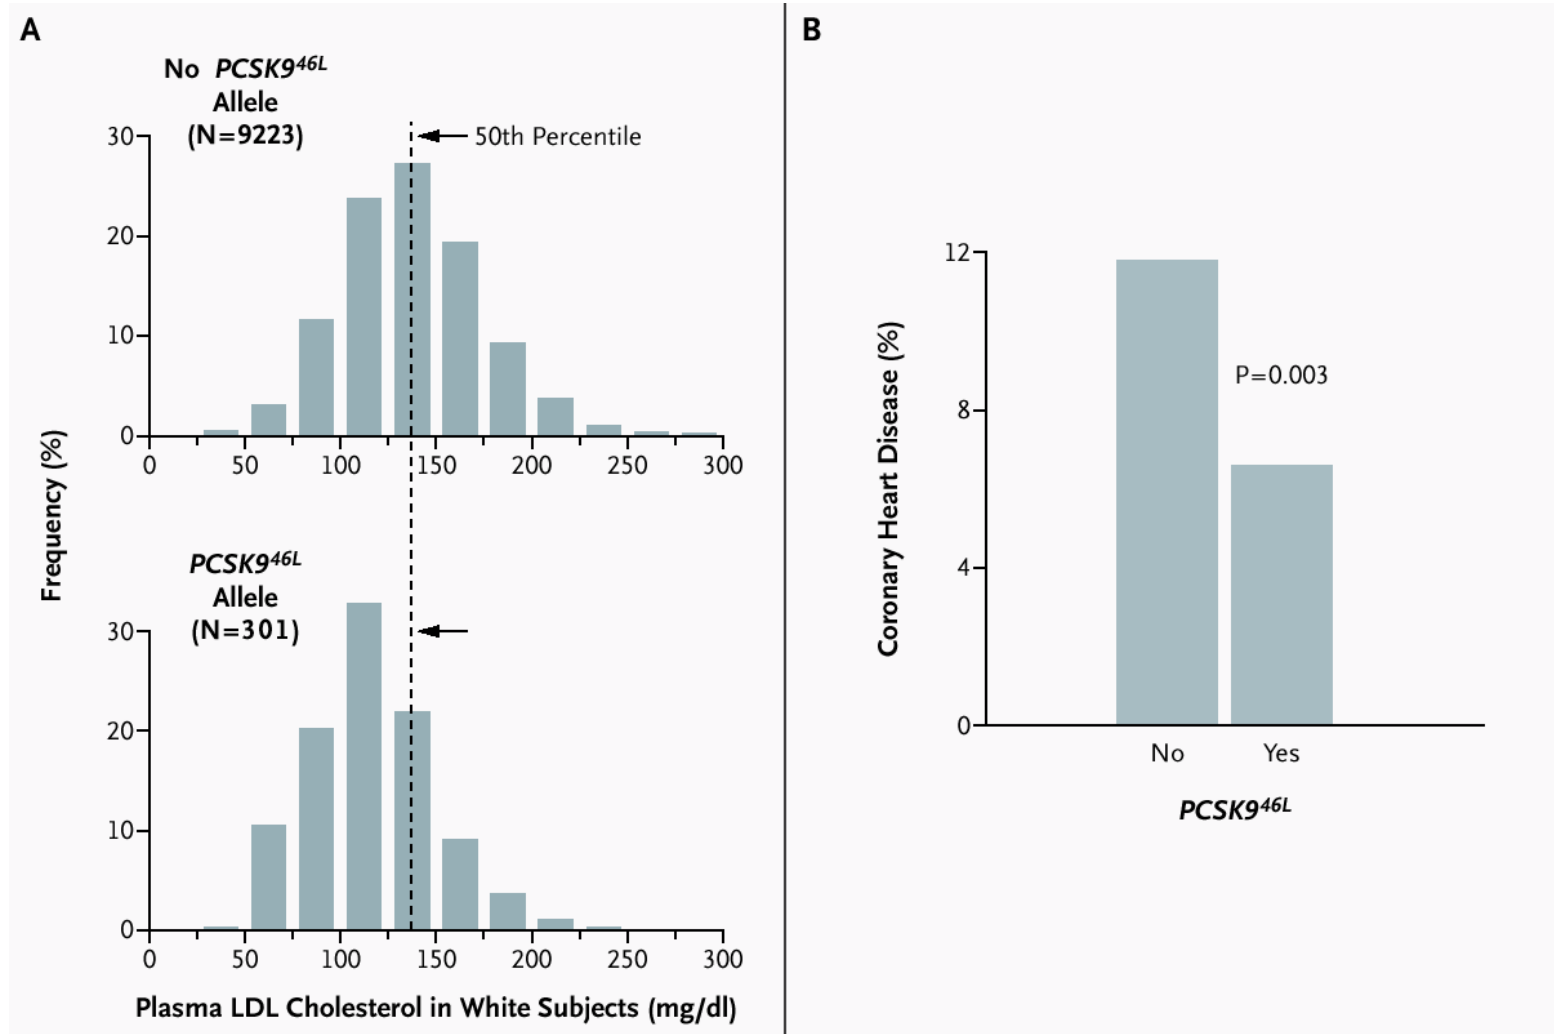 A
No PCSK9^46L
Allele
(N=9223)
50th Percentile
30
20
10
0
0 50 100 150 200 250 300
PCSK9^46L
Allele
(N=301)
30
20
10
0
0 50 100 150 200 250 300
Frequency (%)
Plasma LDL Cholesterol in White Subjects (mg/dl)
B
12
8
4
0
Coronary Heart Disease (%)
P=0.003
No Yes
PCSK9^46L